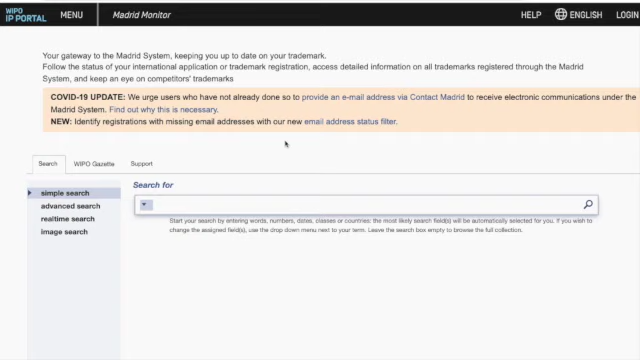 WIPO
IP PORTAL
MENU
Madrid Monitor
HELP
ENGLISH
LOGIN
Your gateway to the Madrid System, keeping you up to date on your trademark.
Follow the status of your international application or trademark registration, access detailed information on all trademarks registered through the Madrid
System, and keep an eye on competitors' trademarks
COVID-19 UPDATE: We urge users who have not already done so to provide an e-mail address via Contact Madrid to receive electronic communications under the
Madrid System. Find out why this is necessary.
NEW: Identify registrations with missing email addresses with our new email address status filter.
Search
WIPO Gazette
Support
simple search
advanced search
realtime search
image search
Search for
Start your search by entering words, numbers, dates, classes or countries: the most likely search field(s) will be automatically selected for you. If you wish to
change the assigned field(s), use the drop down menu next to your term. Leave the search box empty to browse the full collection.